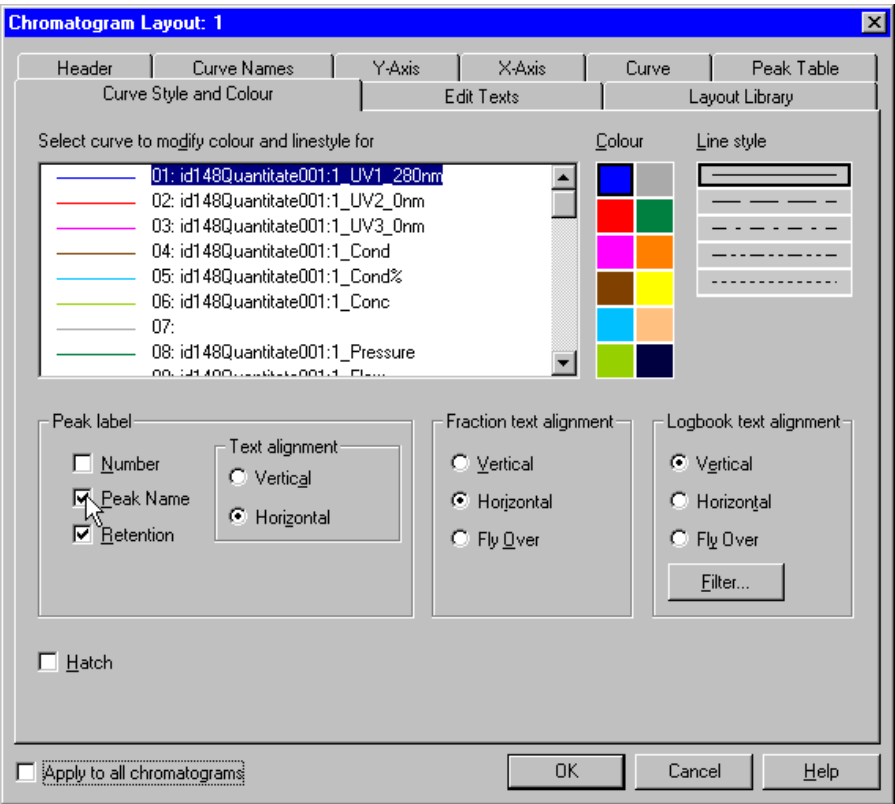 Chromatogram Layout: 1
Header Curve Names Y-Axis X-Axis Curve Peak Table
Curve Style and Colour Edit Texts Layout Library
Select curve to modify colour and linestyle for Colour Line style
01: id148Quantitate001:1_UV1_280nm
02: id148Quantitate001:1_UV2_0nm
03: id148Quantitate001:1_UV3_0nm
04: id148Quantitate001:1_Cond
05: id148Quantitate001:1_Cond%
06: id148Quantitate001:1_Conc
07:
08: id148Quantitate001:1_Pressure
Peak label
Number
Peak Name
Retention
Text alignment
Vertical
Horizontal
Fraction text alignment
Vertical
Horizontal
Fly Over
Logbook text alignment
Vertical
Horizontal
Fly Over
Filter...
Hatch
Apply to all chromatograms OK Cancel Help